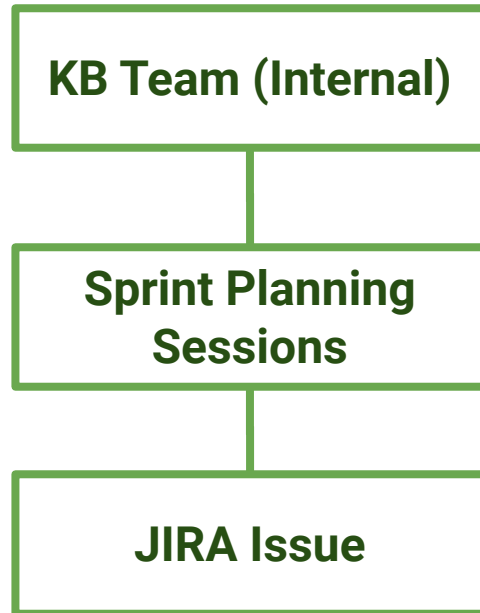 KB Team (Internal)
Sprint Planning
Sessions
JIRA Issue